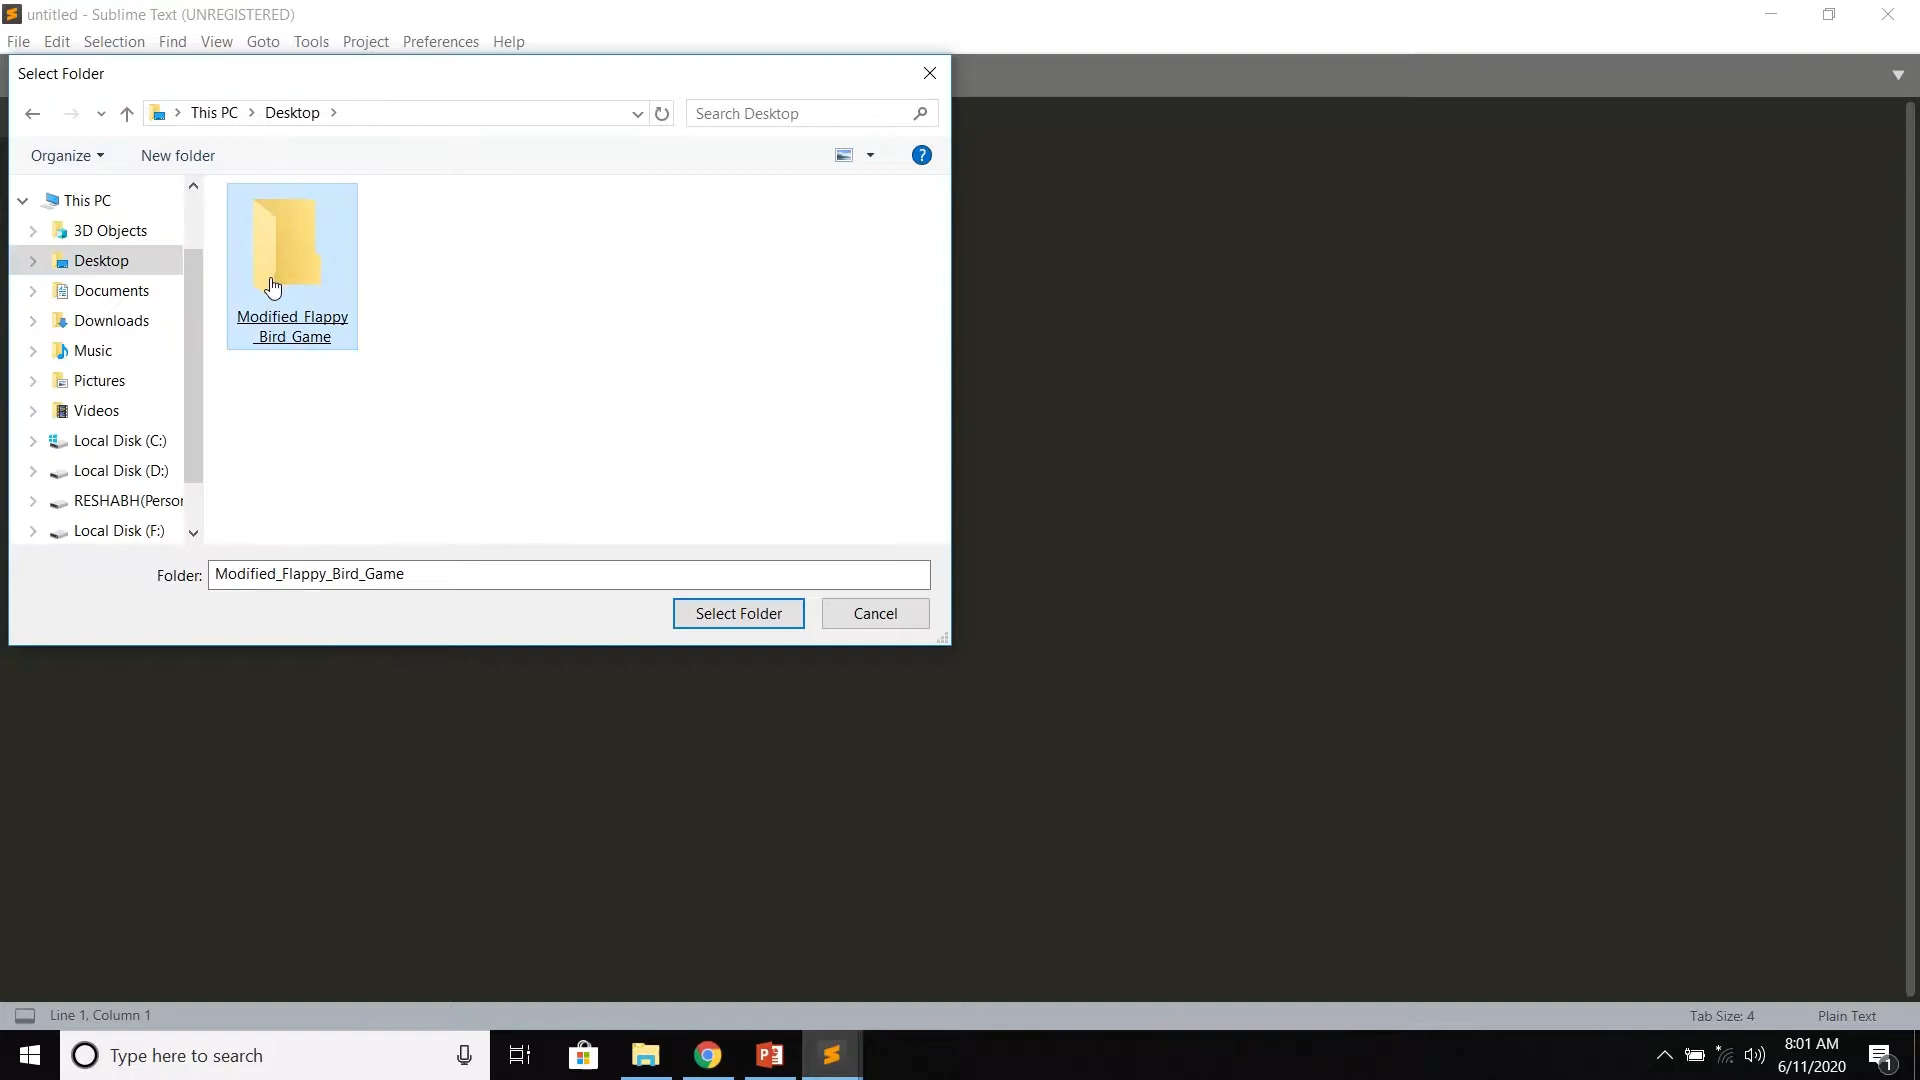 untitled - Sublime Text (UNREGISTERED)
File Edit Selection Find View Goto Tools Project Preferences Help
Select Folder
This PC Desktop
Search Desktop
Organize New folder
?
This PC
3D Objects
Desktop
Documents
Downloads
Music
Pictures
Videos
Local Disk (C:)
Local Disk (D:)
RESHABH(Person
Local Disk (F:)
Modified_Flappy
_Bird_Game
Folder: Modified_Flappy_Bird_Game
Select Folder Cancel
Line 1, Column 1 Tab Size: 4 Plain Text
Type here to search
8:01 AM
6/11/2020
1